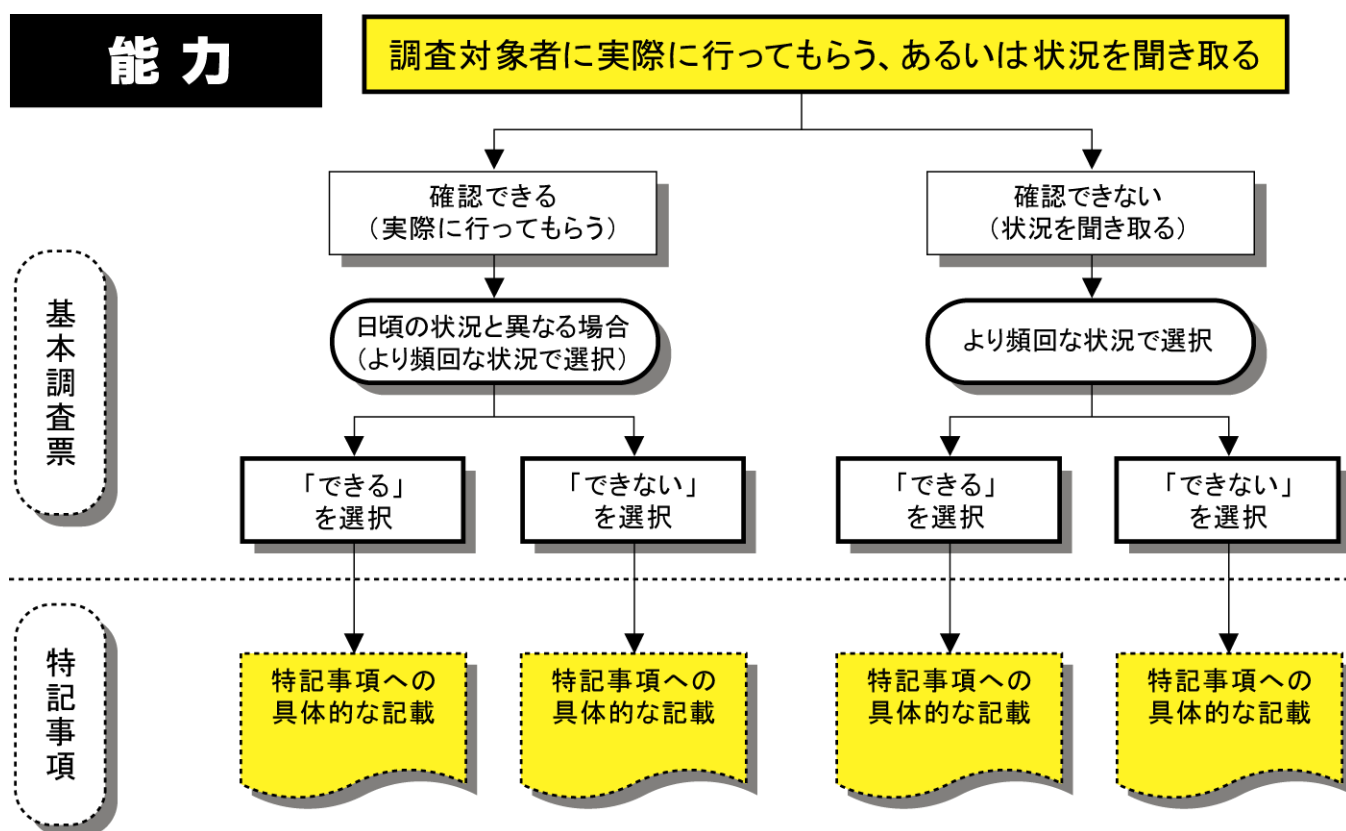 能力
調査対象者に実際に行ってもらう、あるいは状況を聞き取る
確認できる
（実際に行ってもらう）
確認できない
（状況を聞き取る）
基本調査票
日頃の状況と異なる場合
（より頻回な状況で選択）
より頻回な状況で選択
「できる」
を選択
「できない」
を選択
「できる」
を選択
「できない」
を選択
特記事項
特記事項への
具体的な記載
特記事項への
具体的な記載
特記事項への
具体的な記載
特記事項への
具体的な記載